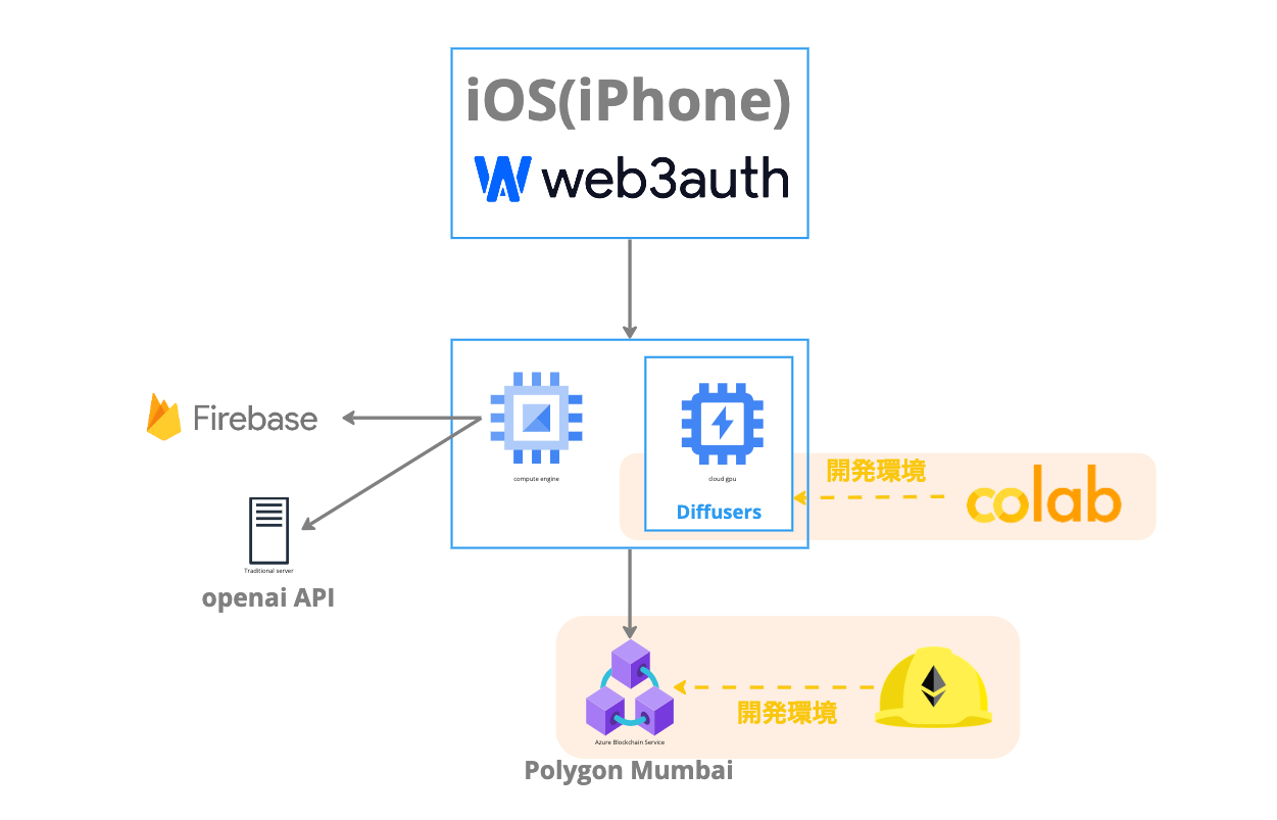 iOS(iPhone)
web3auth
Firebase
compute engine
cloud gpu
Diffusers
開発環境
colab
Traditional server
openai API
開発環境
Azure Blockchain Service
Polygon Mumbai